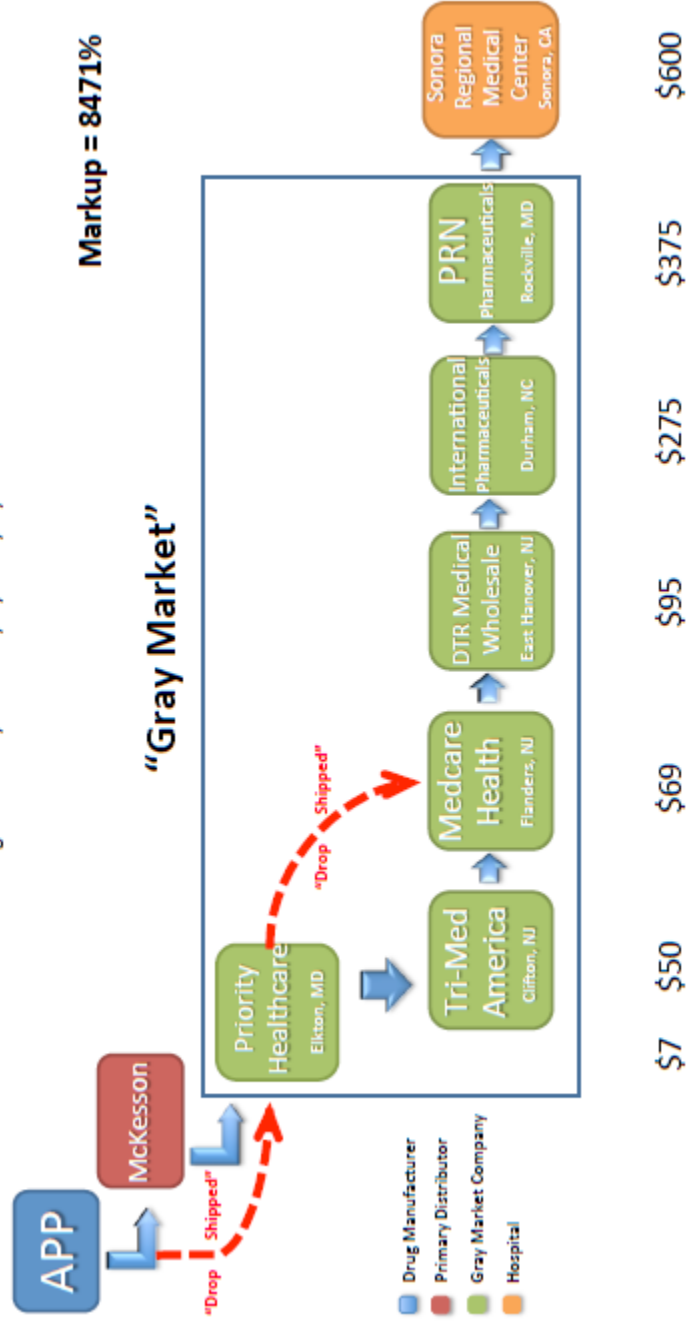 Markup = 8471%
“Gray Market”
APP
McKesson
“Drop Shipped”
Priority
Healthcare
Elkton, MD
“Drop Shipped”
Tri-Med
America
Clifton, NJ
Medcare
Health
Flanders, NJ
DTR Medical
Wholesale
East Hanover, NJ
International
Pharmaceuticals
Durham, NC
PRN
Pharmaceuticals
Rockville, MD
Sonora
Regional
Medical
Center
Sonora, CA
Drug Manufacturer
Primary Distributor
Gray Market Company
Hospital
$7 $50 $69 $95 $275 $375 $600